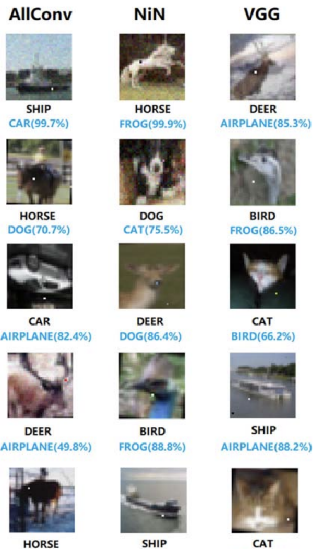 AllConv NiN VGG
SHIP HORSE DEER
CAR(99.7%) FROG(99.9%) AIRPLANE(85.3%)
HORSE DOG BIRD
DOG(70.7%) CAT(75.5%) FROG(86.5%)
CAR DEER CAT
AIRPLANE(82.4%) DOG(86.4%) BIRD(66.2%)
DEER BIRD SHIP
AIRPLANE(49.8%) FROG(88.8%) AIRPLANE(88.2%)
HORSE SHIP CAT